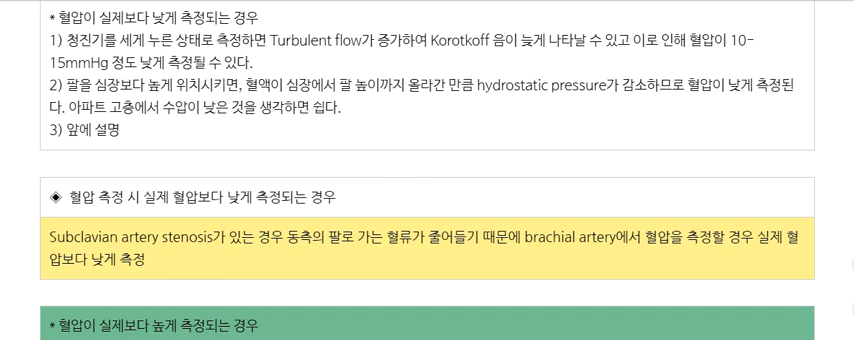 * 혈압이 실제보다 낮게 측정되는 경우
1) 청진기를 세게 누른 상태로 측정하면 Turbulent flow가 증가하여 Korotkoff 음이 늦게 나타날 수 있고 이로 인해 혈압이 10-
15mmHg 정도 낮게 측정될 수 있다.
2) 팔을 심장보다 높게 위치시키면, 혈액이 심장에서 팔 높이까지 올라간 만큼 hydrostatic pressure가 감소하므로 혈압이 낮게 측정된
다. 아파트 고층에서 수압이 낮은 것을 생각하면 쉽다.
3) 앞에 설명
◈ 혈압 측정 시 실제 혈압보다 낮게 측정되는 경우
Subclavian artery stenosis가 있는 경우 동측의 팔로 가는 혈류가 줄어들기 때문에 brachial artery에서 혈압을 측정할 경우 실제 혈
압보다 낮게 측정
* 혈압이 실제보다 높게 측정되는 경우